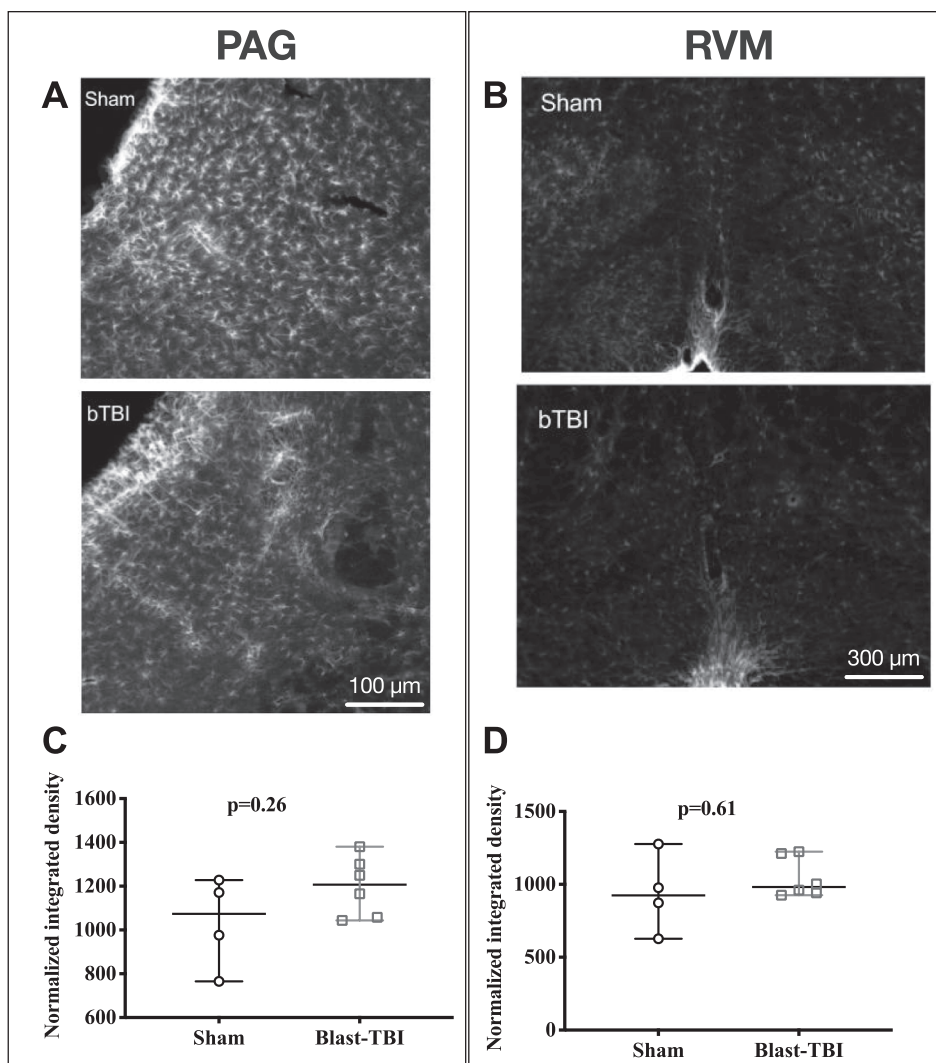 PAG
RVM
A
Sham
B
Sham
bTBI
100 µm
bTBI
300 µm
C
Normalized integrated density
1600
1400
1200
1000
800
600
p=0.26
Sham
Blast-TBI
D
Normalized integrated density
1500
1000
500
0
p=0.61
Sham
Blast-TBI